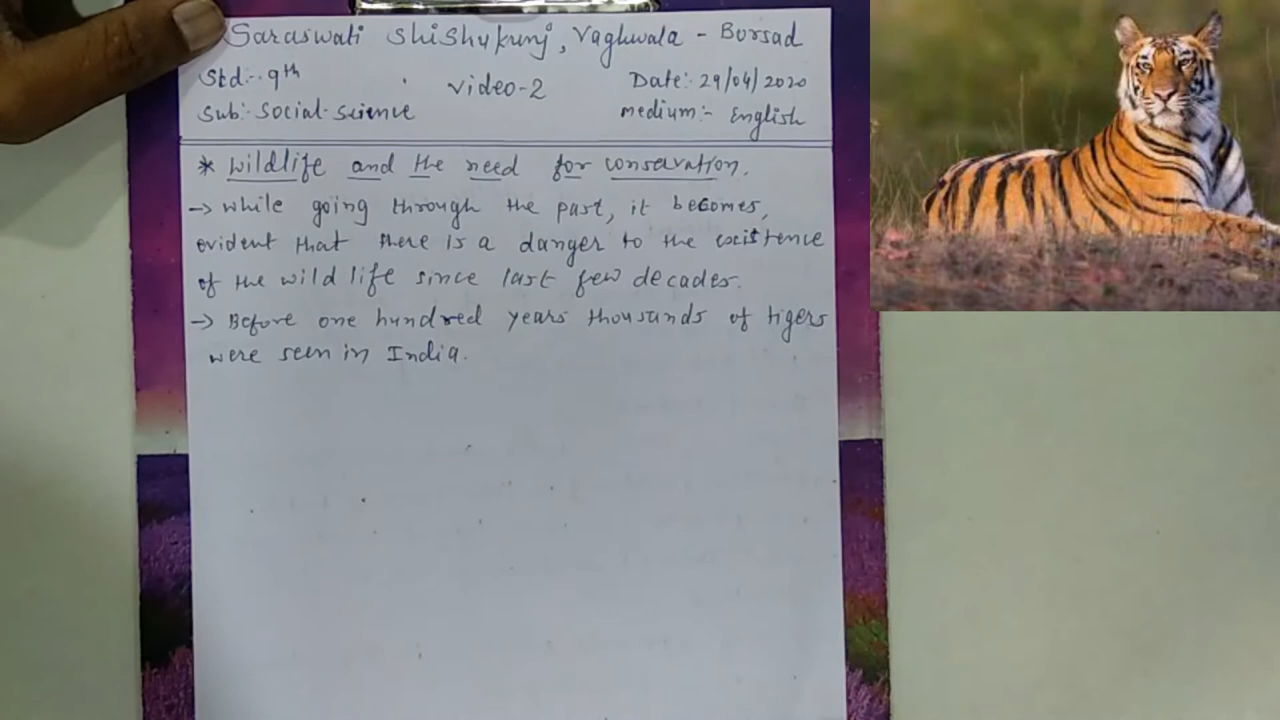 Saraswati Shishukunj, Vaghwala - Borsad
Std:- 9th
video-2
Date:- 29/04/2020
Sub:- Social-science
medium:- English
* Wildlife and the need for conservation.
→ While going through the past, it becomes,
evident that there is a danger to the existence
of the wild life since last few decades.
→ Before one hundred years thousands of tigers
were seen in India.